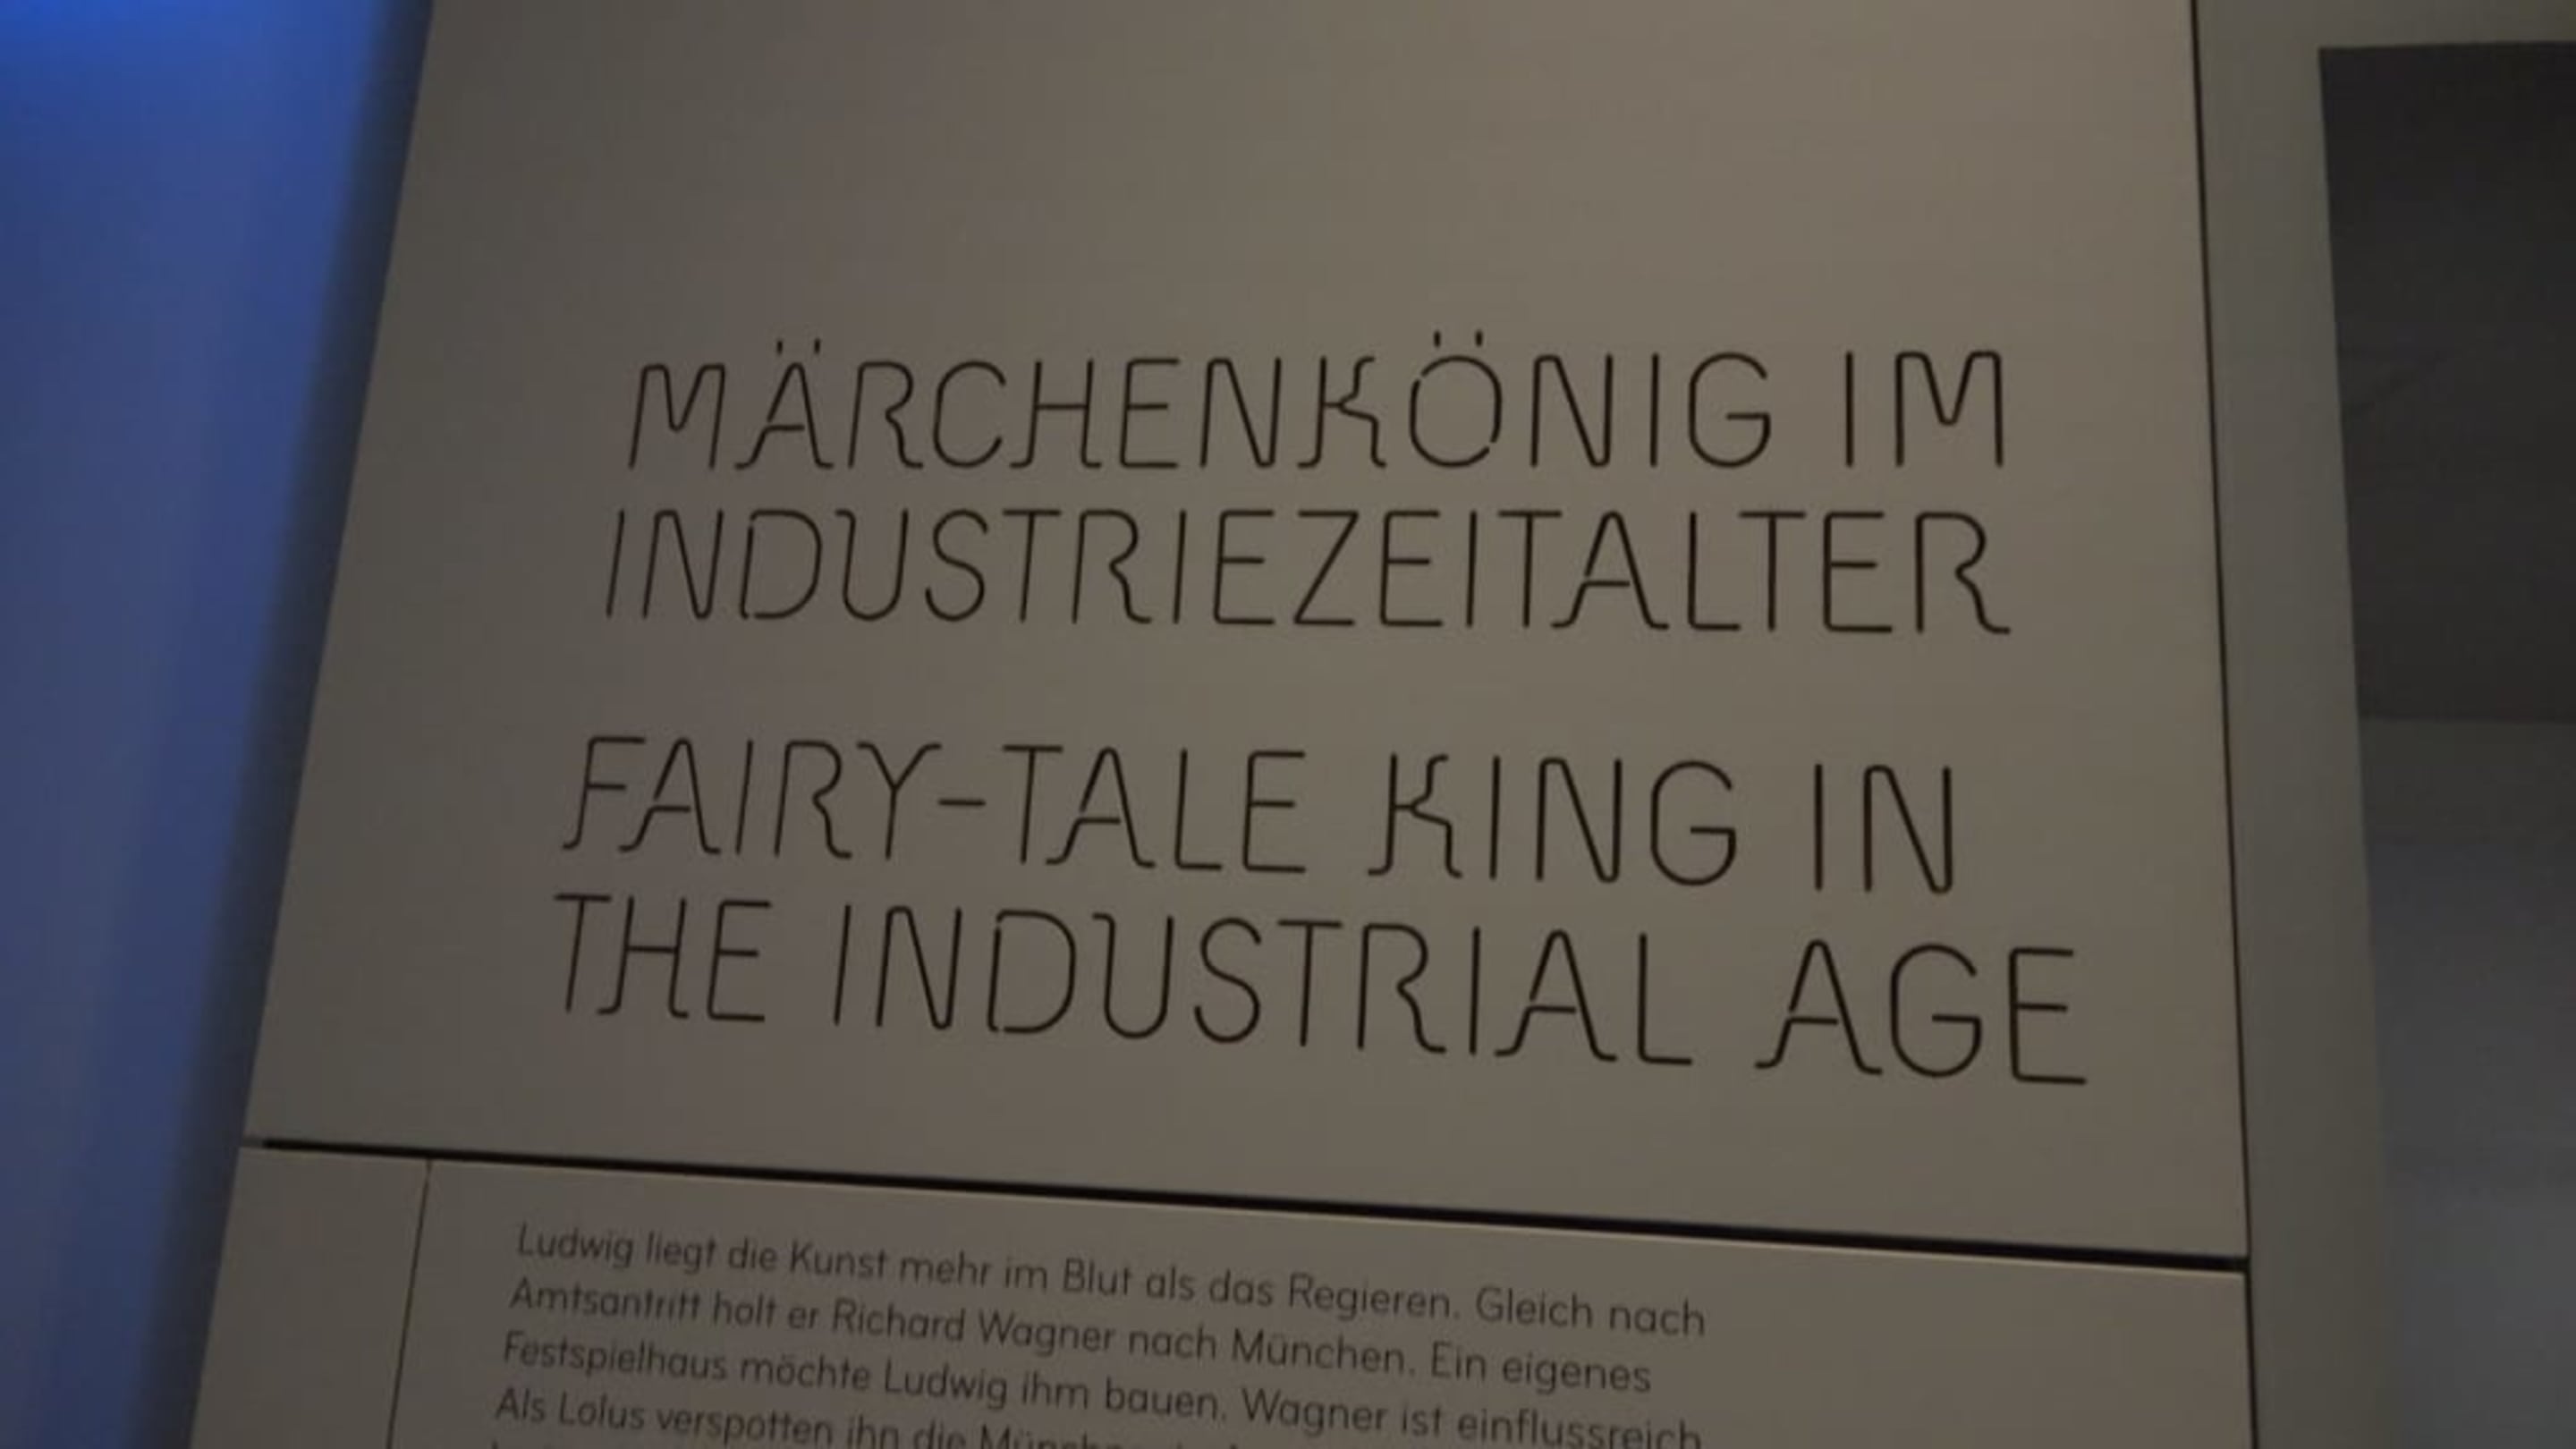 MÄRCHENKÖNIG IM
INDUSTRIEZEITALTER
FAIRY-TALE KING IN
THE INDUSTRIAL AGE
Ludwig liegt die Kunst mehr im Blut als das Regieren. Gleich nach
Amtsantritt holt er Richard Wagner nach München. Ein eigenes
Festspielhaus möchte Ludwig ihm bauen. Wagner ist einflussreich
Als Lolus verspotten ihn die